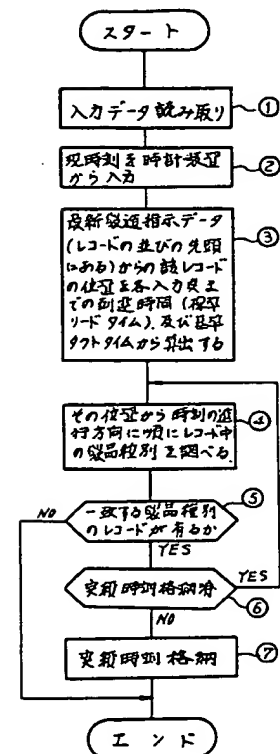 スタート
入力データ読み取り
①
現時刻を時計装置
から入力
②
最新製造指示データ
(レコードの並びの先頭
にある)からの該レコード
の位置を各入力点ま
での到達時間(標準
リードタイム)、及び基準
タクトタイムから算出する
③
その位置から時刻の進
行方向に順にレコード中
の製品種別を調べる
④
⑤
一致する製品種別
のレコードが有るか
NO
YES
実績時刻格納済
YES
⑥
NO
実績時刻格納
⑦
エンド